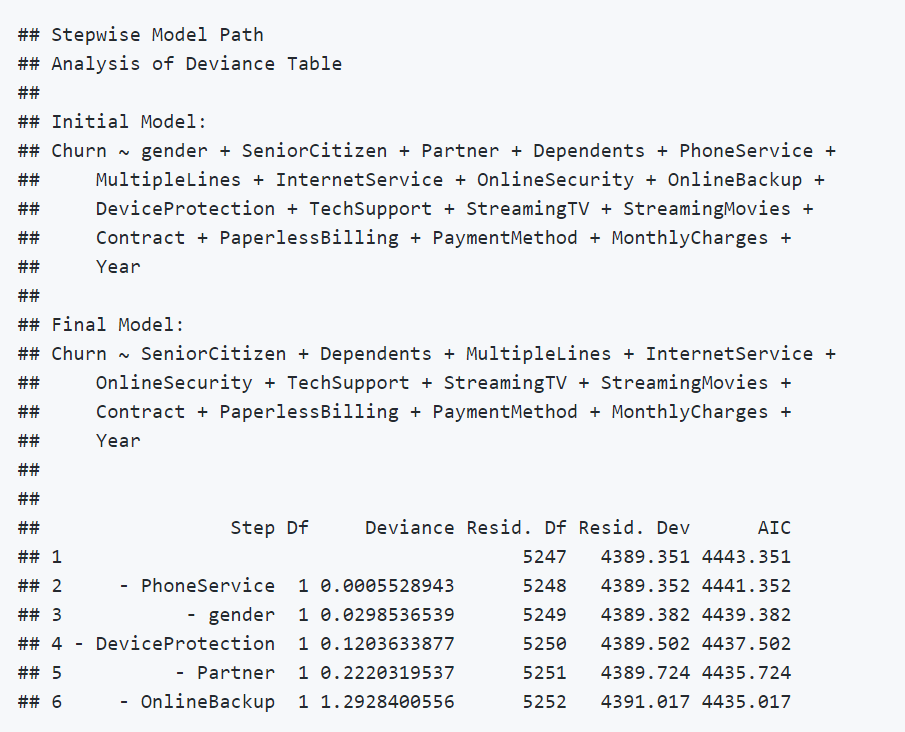 ## Stepwise Model Path
## Analysis of Deviance Table
##
## Initial Model:
## Churn ~ gender + SeniorCitizen + Partner + Dependents + PhoneService +
##     MultipleLines + InternetService + OnlineSecurity + OnlineBackup +
##     DeviceProtection + TechSupport + StreamingTV + StreamingMovies +
##     Contract + PaperlessBilling + PaymentMethod + MonthlyCharges +
##     Year
##
## Final Model:
## Churn ~ SeniorCitizen + Dependents + MultipleLines + InternetService +
##     OnlineSecurity + TechSupport + StreamingTV + StreamingMovies +
##     Contract + PaperlessBilling + PaymentMethod + MonthlyCharges +
##     Year
##
##
##                 Step Df     Deviance Resid. Df Resid. Dev      AIC
## 1                                         5247   4389.351 4443.351
## 2     - PhoneService  1 0.0005528943      5248   4389.352 4441.352
## 3           - gender  1 0.0298536539      5249   4389.382 4439.382
## 4 - DeviceProtection  1 0.1203633877      5250   4389.502 4437.502
## 5          - Partner  1 0.2220319537      5251   4389.724 4435.724
## 6     - OnlineBackup  1 1.2928400556      5252   4391.017 4435.017